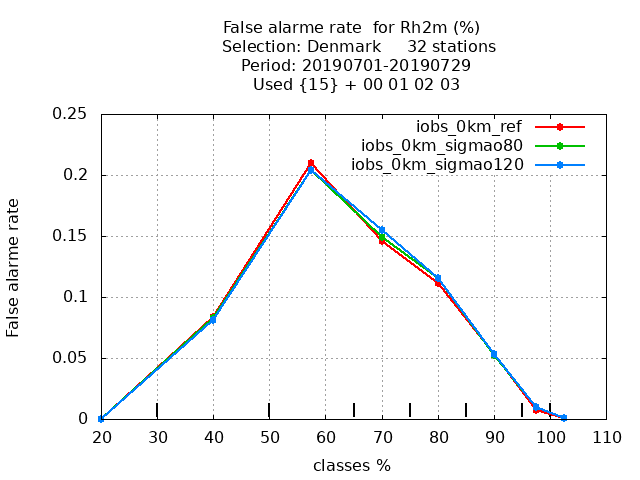 False alarme rate  for Rh2m (%)
Selection: Denmark     32 stations
Period: 20190701-20190729
Used {15} + 00 01 02 03
0.25
0.2
0.15
0.1
0.05
0
False alarme rate
iobs_0km_ref
iobs_0km_sigmao80
iobs_0km_sigmao120
20 30 40 50 60 70 80 90 100 110
classes %